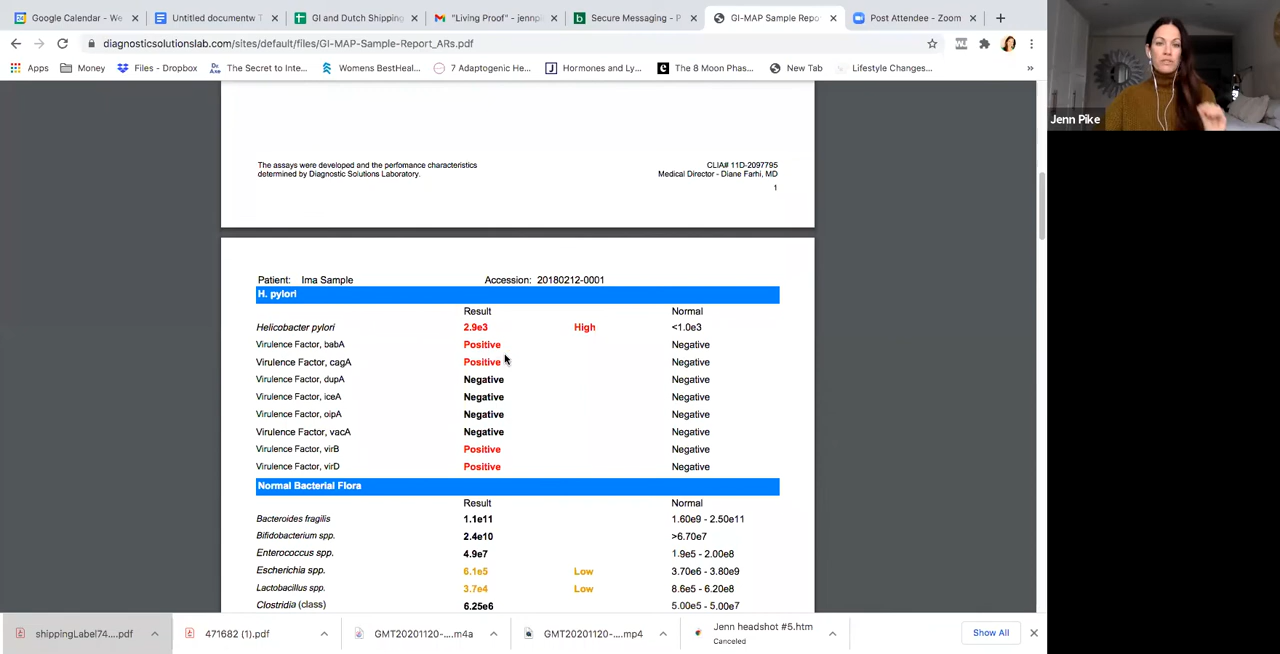 Google Calendar - We
Untitled documentw T
GI and Dutch Shipping
"Living Proof" - jennpi
Secure Messaging - P
GI-MAP Sample Repo
Post Attendee - Zoom
diagnosticsolutionslab.com/sites/default/files/GI-MAP-Sample-Report_ARs.pdf
Apps
Money
Files - Dropbox
The Secret to Inte...
Womens BestHeal...
7 Adaptogenic He...
Hormones and Ly...
The 8 Moon Phas...
New Tab
Lifestyle Changes...
»
Jenn Pike
The assays were developed and the perfomance characteristics
determined by Diagnostic Solutions Laboratory.
CLIA# 11D-2097795
Medical Director - Diane Farhi, MD
1
Patient: Ima Sample Accession: 20180212-0001
H. pylori
Result Normal
Helicobacter pylori 2.9e3 High <1.0e3
Virulence Factor, babA Positive Negative
Virulence Factor, cagA Positive Negative
Virulence Factor, dupA Negative Negative
Virulence Factor, iceA Negative Negative
Virulence Factor, oipA Negative Negative
Virulence Factor, vacA Negative Negative
Virulence Factor, virB Positive Negative
Virulence Factor, virD Positive Negative
Normal Bacterial Flora
Result Normal
Bacteroides fragilis 1.1e11 1.60e9 - 2.50e11
Bifidobacterium spp. 2.4e10 >6.70e7
Enterococcus spp. 4.9e7 1.9e5 - 2.00e8
Escherichia spp. 6.1e5 Low 3.70e6 - 3.80e9
Lactobacillus spp. 3.7e4 Low 8.6e5 - 6.20e8
Clostridia (class) 6.25e6 5.00e5 - 5.00e7
shippingLabel74....pdf
471682 (1).pdf
GMT20201120-....m4a
GMT20201120-....mp4
Jenn headshot #5.htm
Canceled
Show All